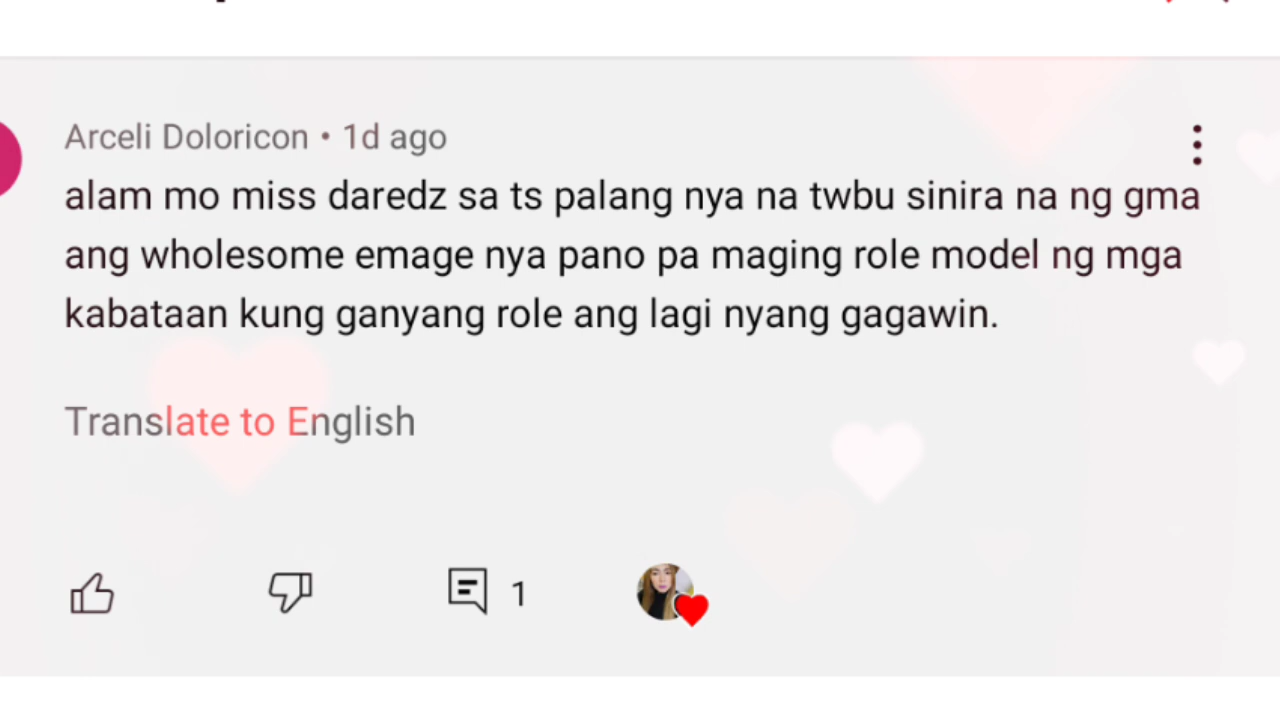 Arceli Doloricon • 1d ago
alam mo miss daredz sa ts palang nya na twbu sinira na ng gma
ang wholesome emage nya pano pa maging role model ng mga
kabataan kung ganyang role ang lagi nyang gagawin.
Translate to English
1